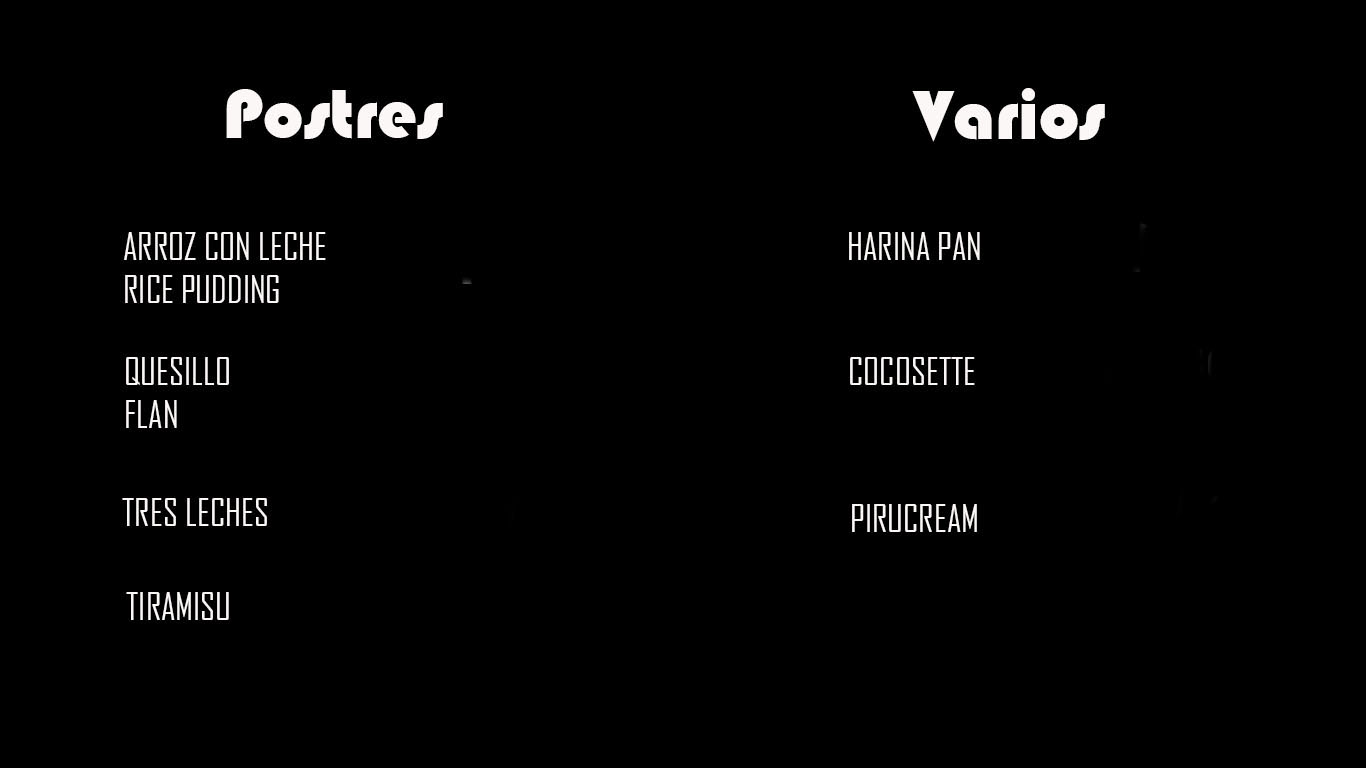 Postres
ARROZ CON LECHE
RICE PUDDING
QUESILLO
FLAN
TRES LECHES
TIRAMISU
Varios
HARINA PAN
COCOSETTE
PIRUCREAM